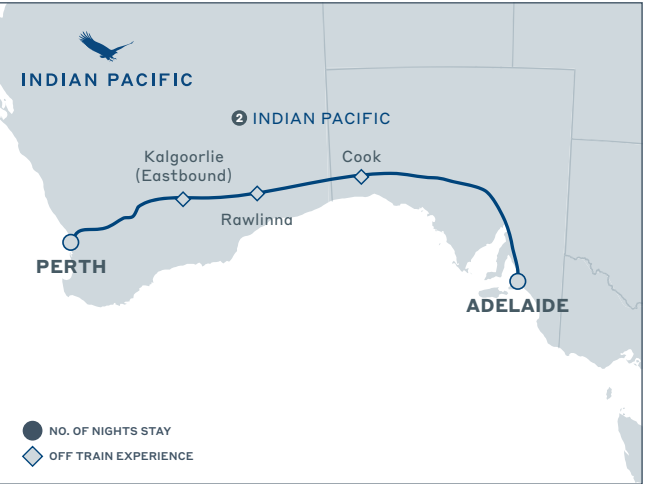 INDIAN PACIFIC
2 INDIAN PACIFIC
Kalgoorlie
(Eastbound)
Cook
Rawlinna
PERTH
ADELAIDE
NO. OF NIGHTS STAY
OFF TRAIN EXPERIENCE